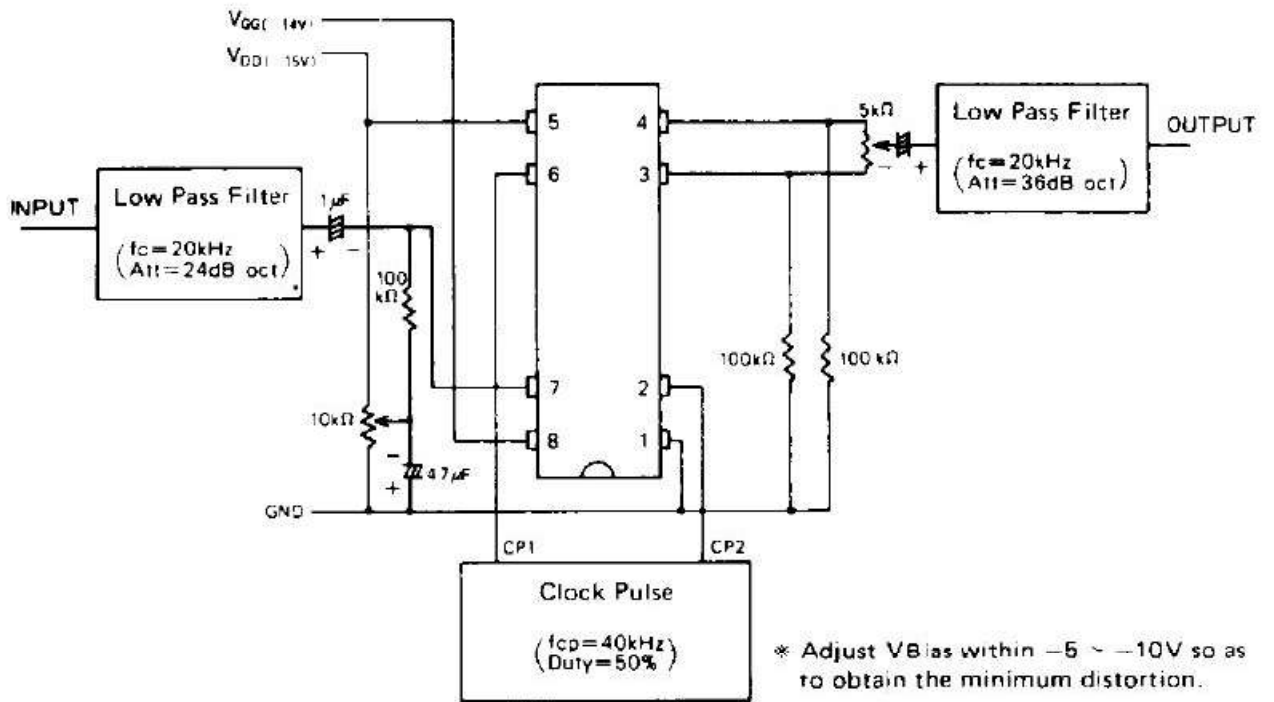 VGG(-14V)
VDD(-15V)
INPUT
Low Pass Filter
(fc=20kHz
Att=24dB oct)
1μF
+
-
100
kΩ
10kΩ
-
+
47μF
GND
5
6
7
8
4
3
2
1
5kΩ
-
+
Low Pass Filter
(fc=20kHz
Att=36dB oct)
OUTPUT
100kΩ
100kΩ
CP1
CP2
Clock Pulse
(fcp=40kHz
Duty=50%)
* Adjust VBias within -5 ~ -10V so as
to obtain the minimum distortion.